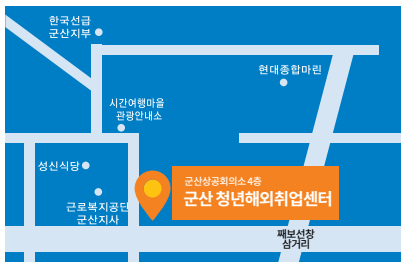 한국선급
군산지부
현대종합마린
시간여행마을
관광안내소
성신식당
군산상공회의소 4층
군산 청년해외취업센터
근로복지공단
군산지사
째보선창
삼거리